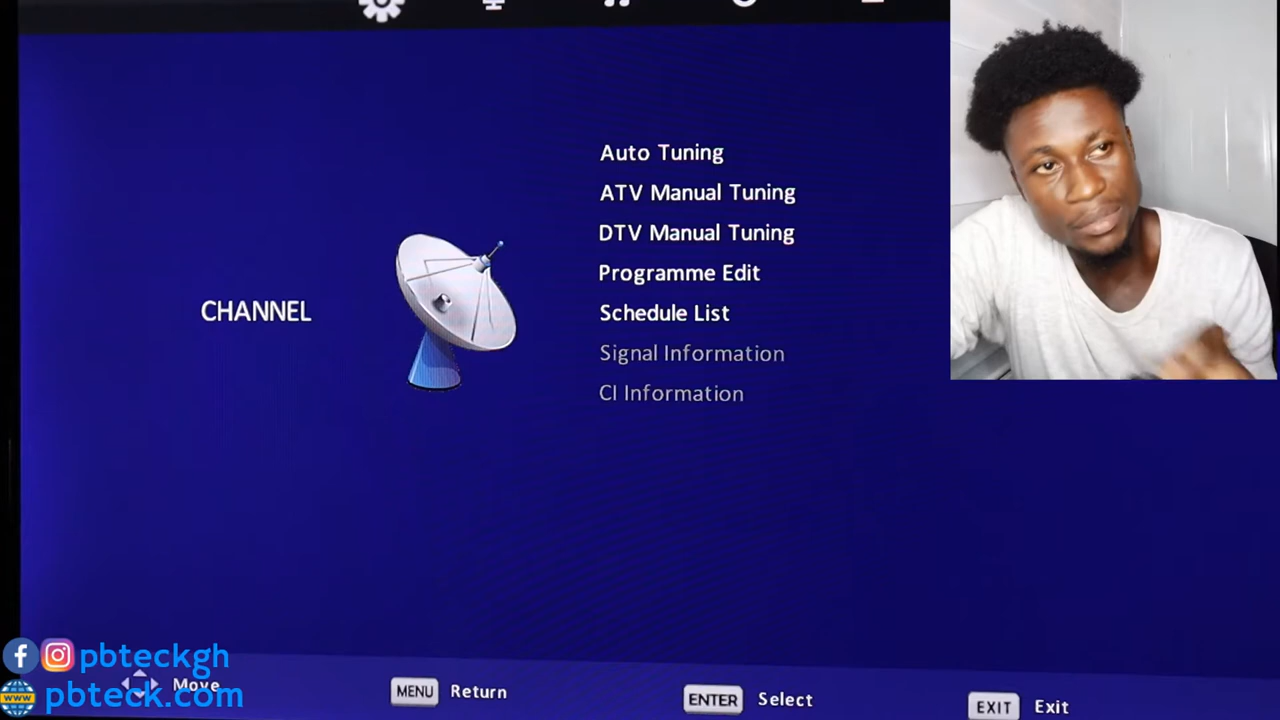 Auto Tuning
ATV Manual Tuning
DTV Manual Tuning
Programme Edit
CHANNEL
Schedule List
Signal Information
CI Information
pbteckgh
Move
MENU Return
ENTER Select
EXIT Exit
www
pbteck.com